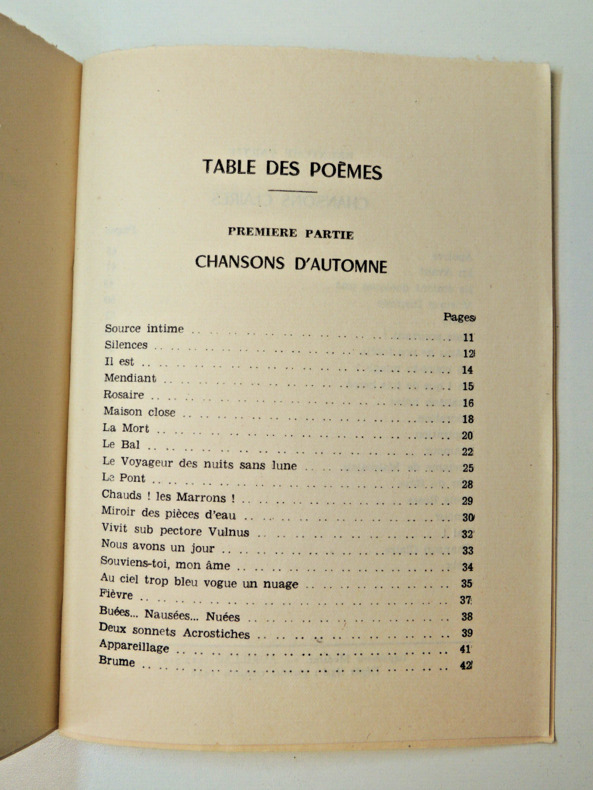 TABLE DES POÈMES
PREMIERE PARTIE
CHANSONS D'AUTOMNE
Pages
Source intime .. .. .. .. .. .. .. .. .. .. .. .. .. .. 11
Silences .. .. .. .. .. .. .. .. .. .. .. .. .. .. .. 12
Il est .. .. .. .. .. .. .. .. .. .. .. .. .. .. .. .. 14
Mendiant .. .. .. .. .. .. .. .. .. .. .. .. .. .. .. 15
Rosaire .. .. .. .. .. .. .. .. .. .. .. .. .. .. .. 16
Maison close .. .. .. .. .. .. .. .. .. .. .. .. .. .. 18
La Mort .. .. .. .. .. .. .. .. .. .. .. .. .. .. .. 20
Le Bal .. .. .. .. .. .. .. .. .. .. .. .. .. .. .. 22
Le Voyageur des nuits sans lune .. .. .. .. .. .. .. 25
Le Pont .. .. .. .. .. .. .. .. .. .. .. .. .. .. .. 28
Chauds ! les Marrons ! .. .. .. .. .. .. .. .. .. .. 29
Miroir des pièces d'eau .. .. .. .. .. .. .. .. .. .. 30
Vivit sub pectore Vulnus .. .. .. .. .. .. .. .. .. .. 32
Nous avons un jour .. .. .. .. .. .. .. .. .. .. .. 33
Souviens-toi, mon âme .. .. .. .. .. .. .. .. .. .. 34
Au ciel trop bleu vogue un nuage .. .. .. .. .. .. .. 35
Fièvre .. .. .. .. .. .. .. .. .. .. .. .. .. .. .. 37
Buées... Nausées... Nuées .. .. .. .. .. .. .. .. .. 38
Deux sonnets Acrostiches .. .. .. .. .. .. .. .. .. 39
Appareillage .. .. .. .. .. .. .. .. .. .. .. .. .. 41
Brume .. .. .. .. .. .. .. .. .. .. .. .. .. .. .. 42